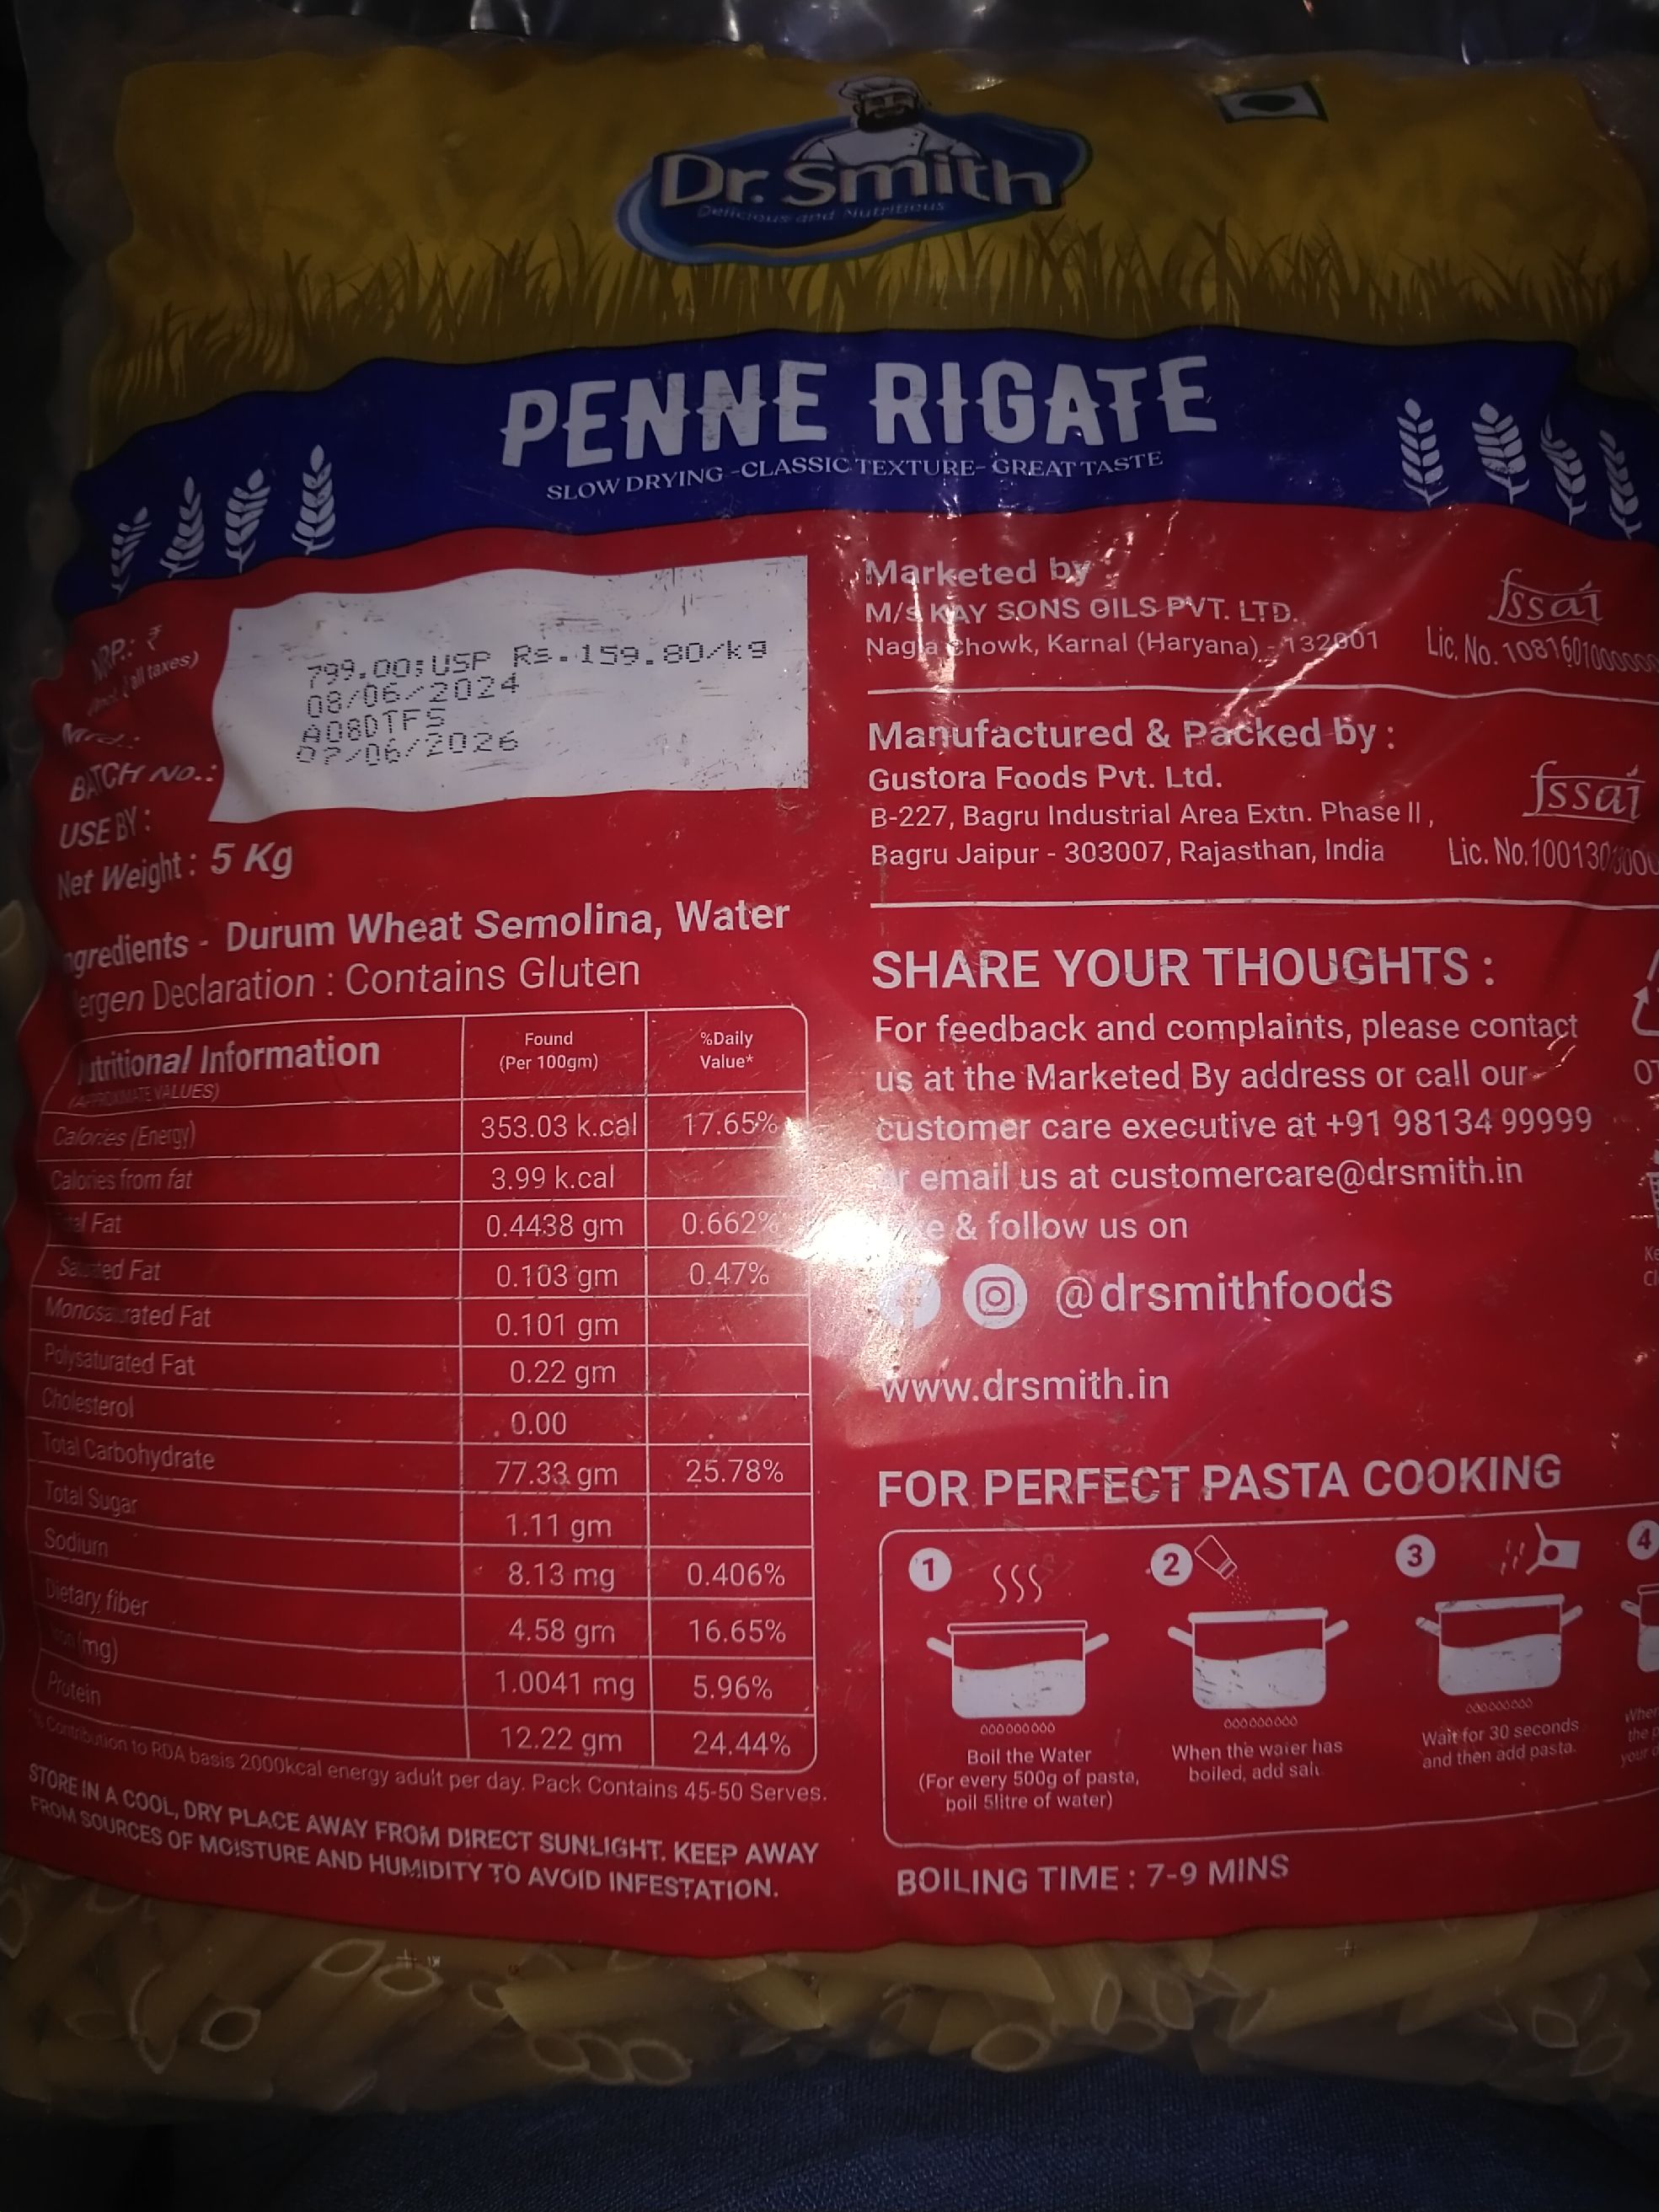 Dr. Smith
Delicious and Nutritious
PENNE RIGATE
SLOW DRYING -CLASSIC TEXTURE- GREAT TASTE
MRP.: ₹
all taxes)
799.00:USP Rs.159.80/kg
08/06/2024
A08DTFS
07/06/2026
BATCH No.:
USE BY :
Net Weight : 5 Kg
Durum Wheat Semolina, Water
Declaration : Contains Gluten
Information
Found
(Per 100gm)
%Daily
Value*
Calories (Energy) 353.03 k.cal 17.65%
Calories from fat 3.99 k.cal
Fat 0.4438 gm 0.662%
Fat 0.103 gm 0.47%
Fat 0.101 gm
Polysaturated Fat 0.22 gm
Cholesterol 0.00
Total Carbohydrate 77.33 gm 25.78%
Total Sugar 1.11 gm
Sodium 8.13 mg 0.406%
Dietary fiber 4.58 gm 16.65%
(mg) 1.0041 mg 5.96%
Protein 12.22 gm 24.44%
Contribution to RDA basis 2000kcal energy adult per day. Pack Contains 45-50 Serves.
STORE IN A COOL, DRY PLACE AWAY FROM DIRECT SUNLIGHT. KEEP AWAY
FROM SOURCES OF MOISTURE AND HUMIDITY TO AVOID INFESTATION.
Marketed by :
M/S KAY SONS OILS PVT. LTD.
Nagla Chowk, Karnal (Haryana) - 132001
fssai
Lic. No.
Manufactured & Packed by :
Gustora Foods Pvt. Ltd.
B-227, Bagru Industrial Area Extn. Phase II ,
Bagru Jaipur - 303007, Rajasthan, India
fssai
Lic. No.
SHARE YOUR THOUGHTS :
For feedback and complaints, please contact
us at the Marketed By address or call our
customer care executive at +91 98134 99999
email us at customercare@drsmith.in
& follow us on
@drsmithfoods
www.drsmith.in
FOR PERFECT PASTA COOKING
1
Boil the Water
(For every 500g of pasta,
boil 5litre of water)
2
When the water has
boiled, add salt.
3
Wait for 30 seconds
and then add pasta.
4
BOILING TIME : 7-9 MINS